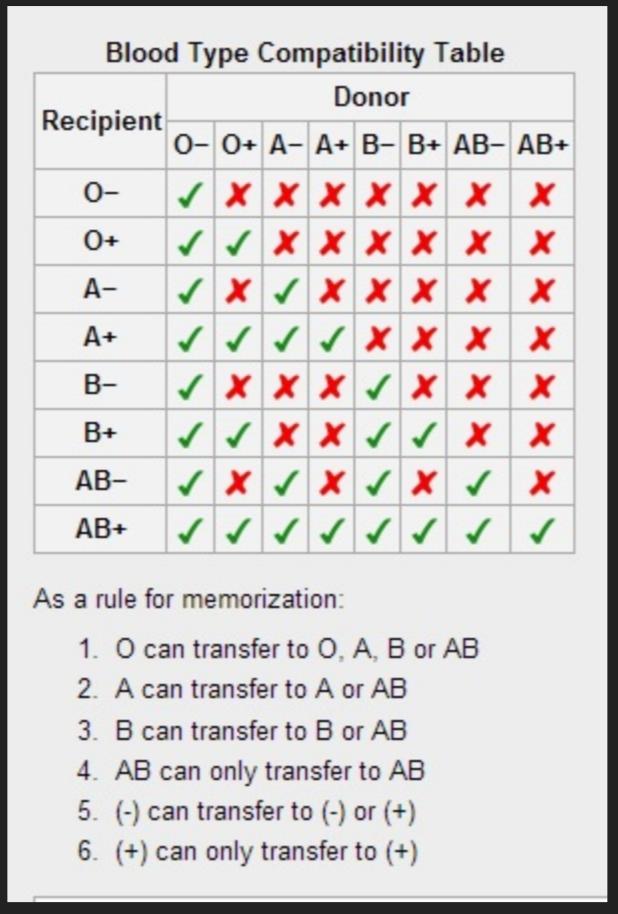 Blood Type Compatibility Table
Recipient Donor
O− O+ A− A+ B− B+ AB− AB+
O− ✓ ✗ ✗ ✗ ✗ ✗ ✗ ✗
O+ ✓ ✓ ✗ ✗ ✗ ✗ ✗ ✗
A− ✓ ✗ ✓ ✗ ✗ ✗ ✗ ✗
A+ ✓ ✓ ✓ ✓ ✗ ✗ ✗ ✗
B− ✓ ✗ ✗ ✗ ✓ ✗ ✗ ✗
B+ ✓ ✓ ✗ ✗ ✓ ✓ ✗ ✗
AB− ✓ ✗ ✓ ✗ ✓ ✗ ✓ ✗
AB+ ✓ ✓ ✓ ✓ ✓ ✓ ✓ ✓
As a rule for memorization:
1. O can transfer to O, A, B or AB
2. A can transfer to A or AB
3. B can transfer to B or AB
4. AB can only transfer to AB
5. (-) can transfer to (-) or (+)
6. (+) can only transfer to (+)